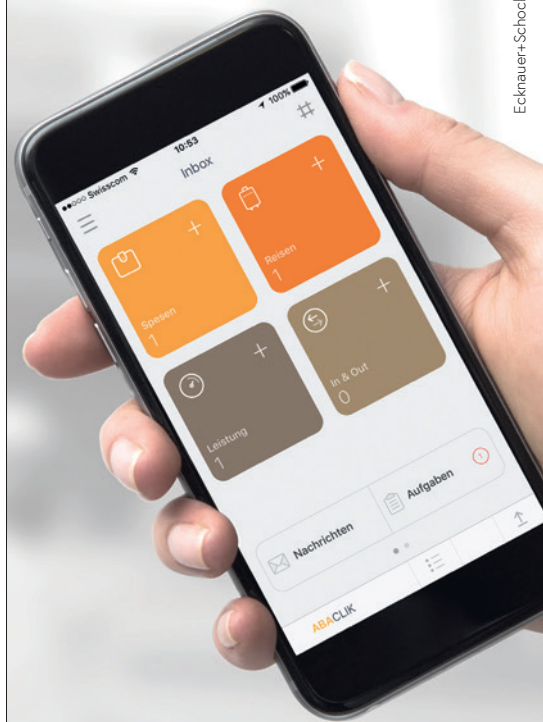 Ecknauer+Schoch
Swisscom
10:53
100%
Inbox
Spesen
1
Reisen
1
Leistung
1
In & Out
0
Nachrichten
Aufgaben
1
ABACLIK